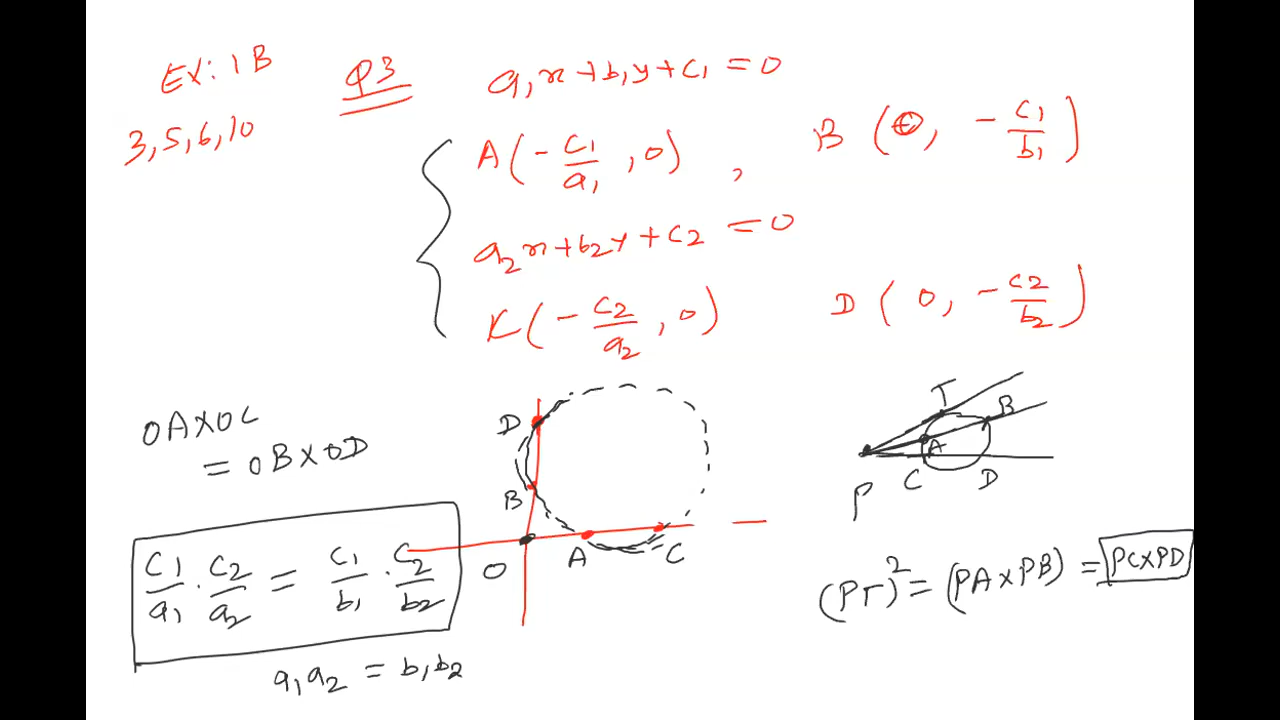 Ex: 1B
3, 5, 6, 10
Q3
a₁x + b₁y + c₁ = 0
A(-c₁/a₁, 0), B(0, -c₁/b₁)
a₂x + b₂y + c₂ = 0
K(-c₂/a₂, 0) D(0, -c₂/b₂)
OA × OC
= OB × OD
c₁/a₁ · c₂/a₂ = c₁/b₁ · c₂/b₂
a₁a₂ = b₁b₂
D
B
O
A
C
T
B
A
P
C
D
(PT)² = (PA × PB) = PC × PD